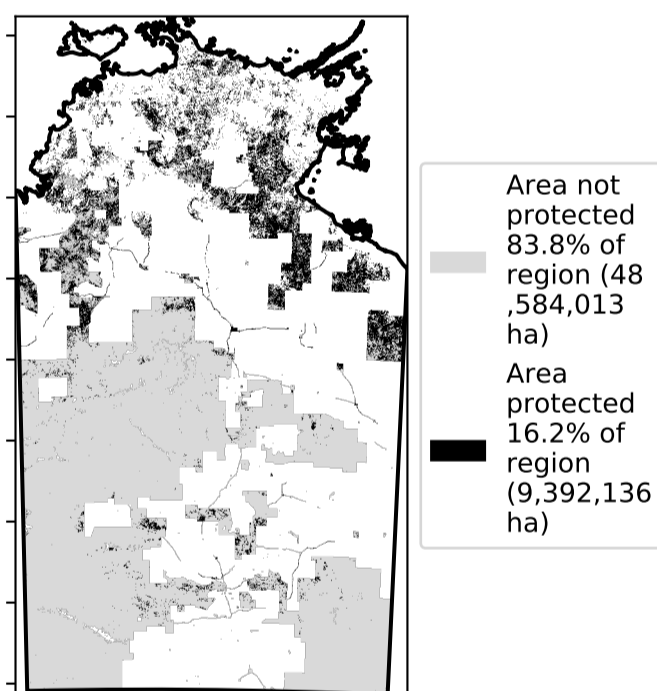 Area not
protected
83.8% of
region (48
,584,013
ha)
Area
protected
16.2% of
region
(9,392,136
ha)